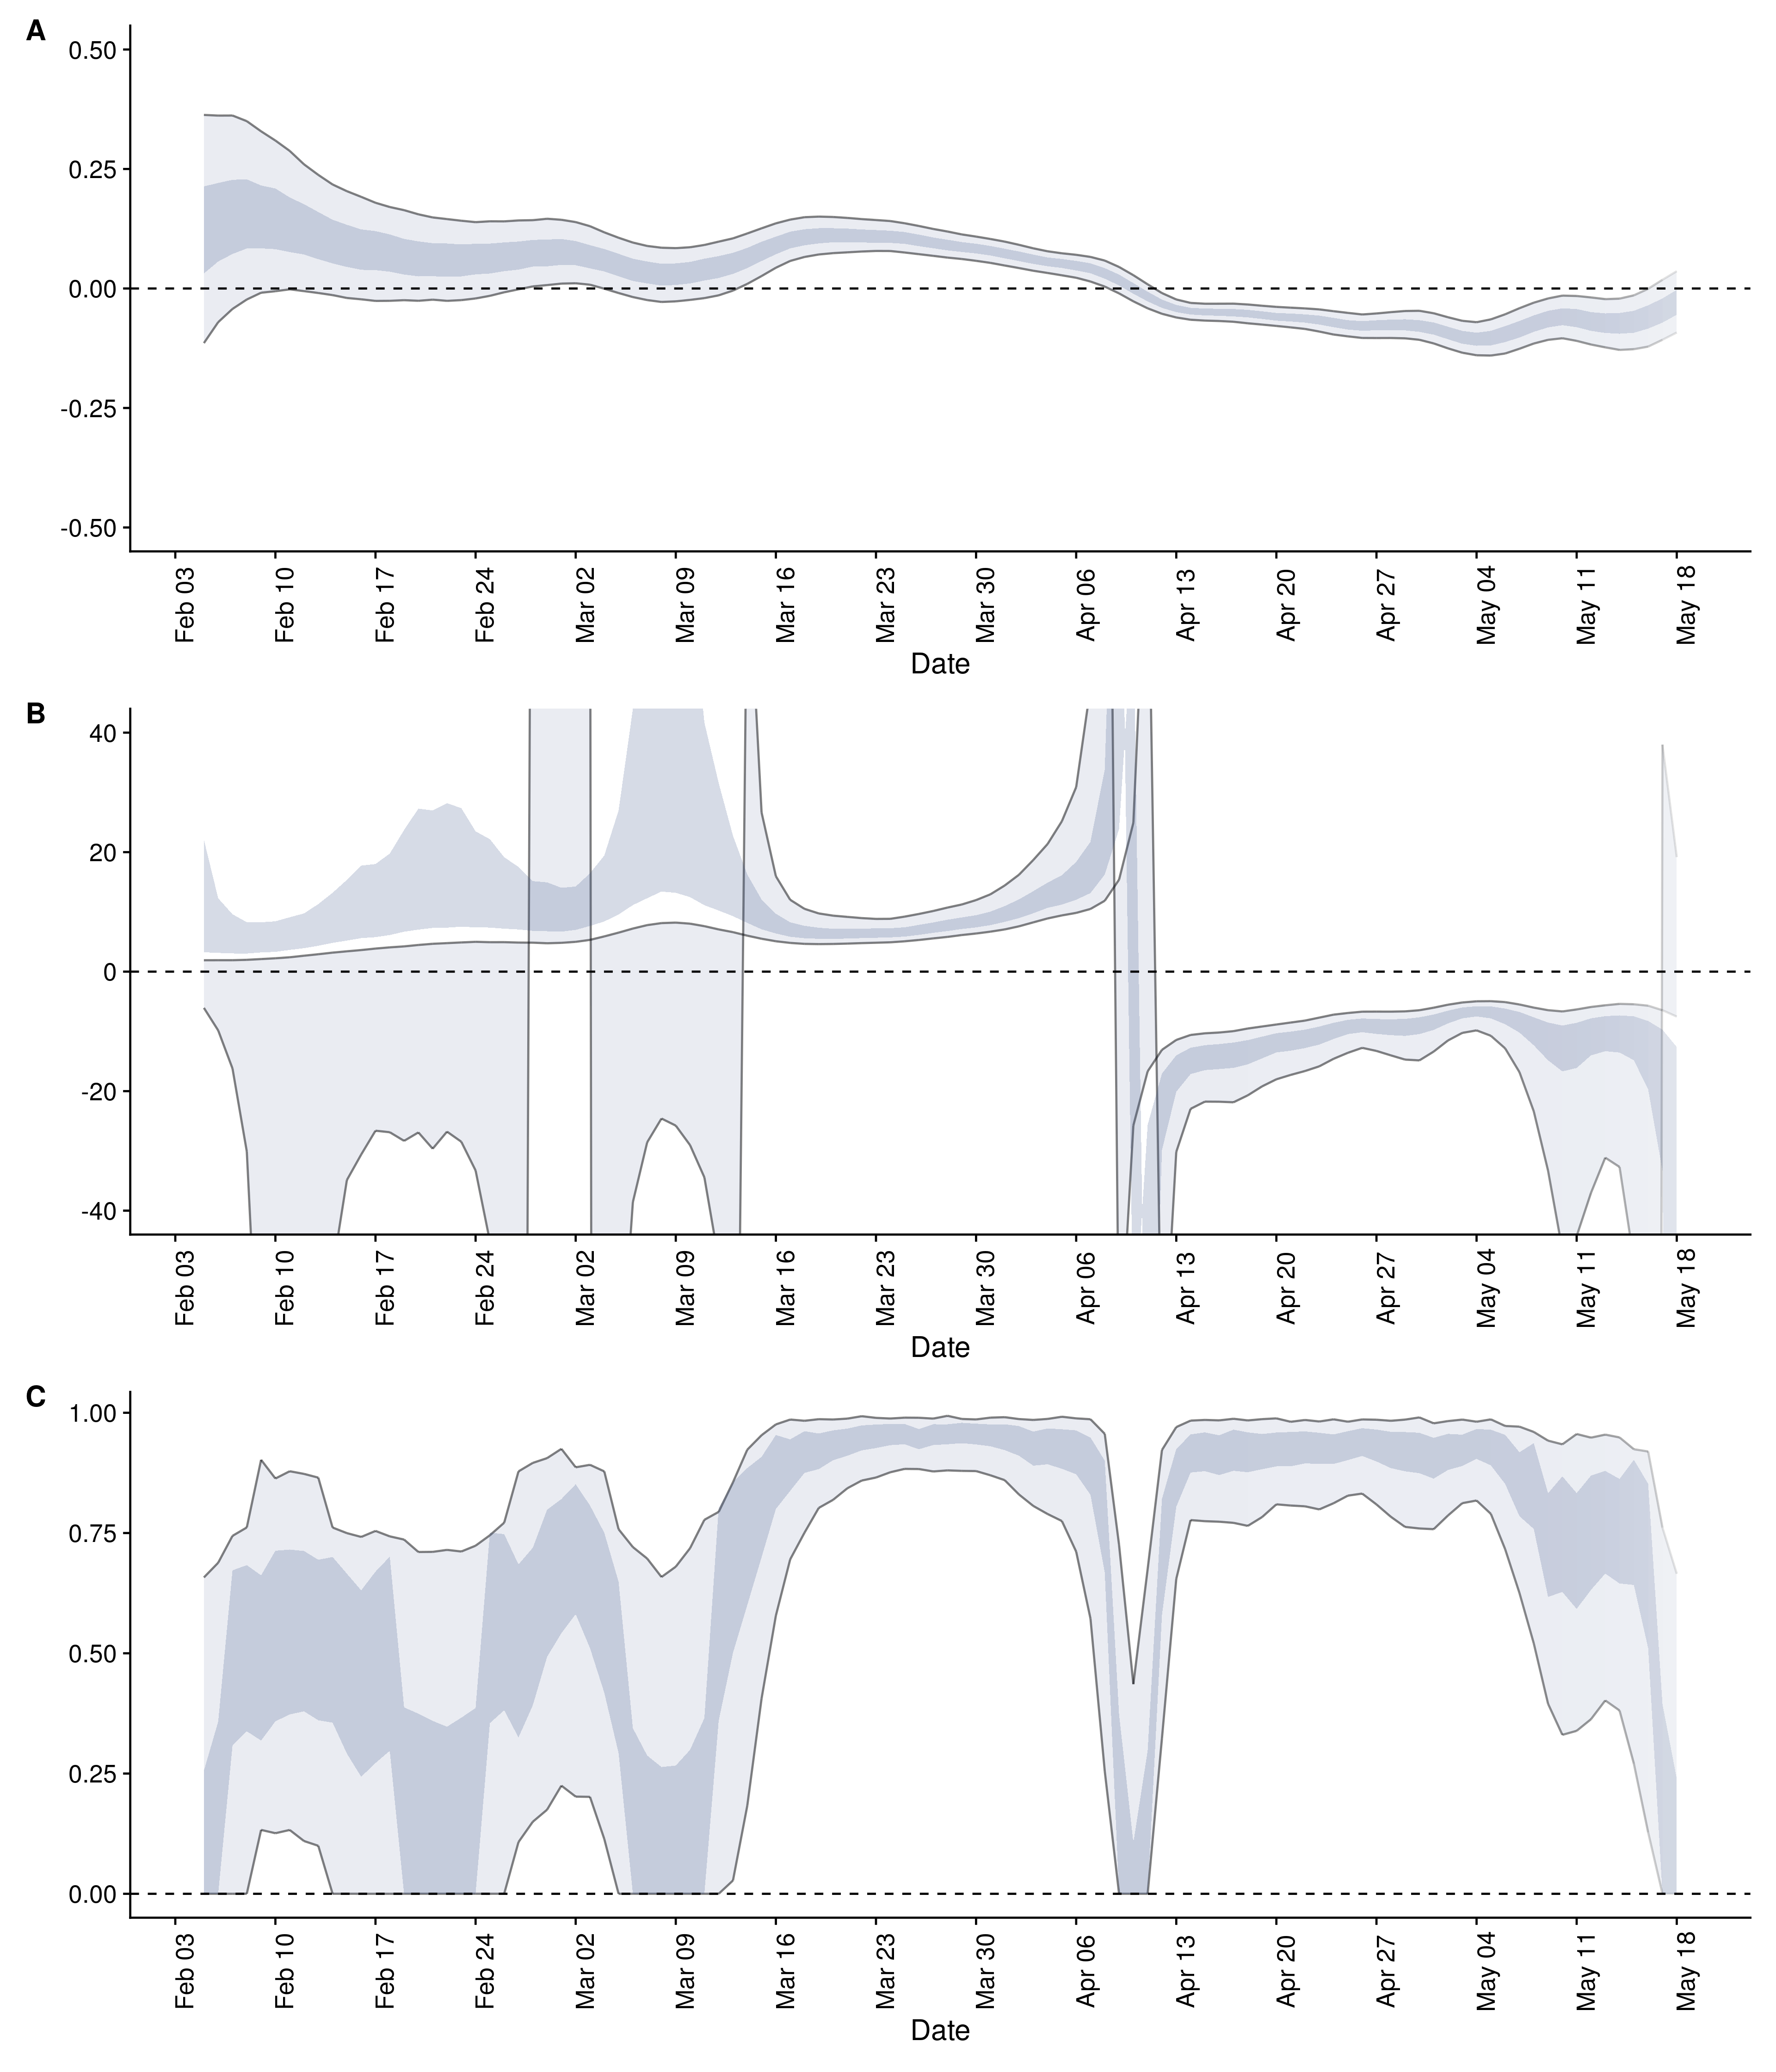 A
0.50
0.25
0.00
-0.25
-0.50
Feb 03
Feb 10
Feb 17
Feb 24
Mar 02
Mar 09
Mar 16
Mar 23
Mar 30
Apr 06
Apr 13
Apr 20
Apr 27
May 04
May 11
May 18
Date
B
40
20
0
-20
-40
Feb 03
Feb 10
Feb 17
Feb 24
Mar 02
Mar 09
Mar 16
Mar 23
Mar 30
Apr 06
Apr 13
Apr 20
Apr 27
May 04
May 11
May 18
Date
C
1.00
0.75
0.50
0.25
0.00
Feb 03
Feb 10
Feb 17
Feb 24
Mar 02
Mar 09
Mar 16
Mar 23
Mar 30
Apr 06
Apr 13
Apr 20
Apr 27
May 04
May 11
May 18
Date